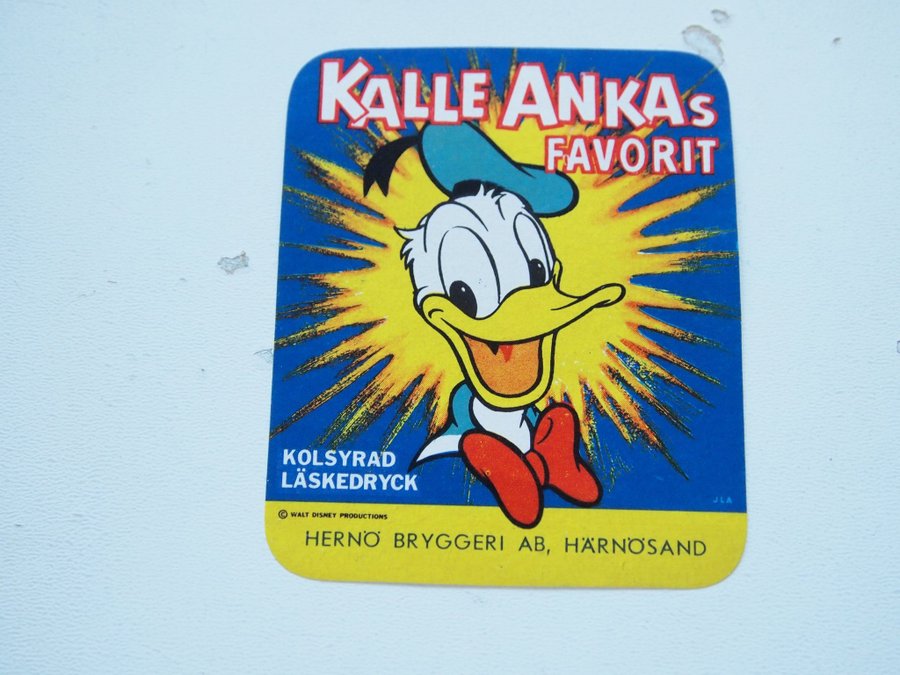 KALLE ANKAs
FAVORIT
KOLSYRAD
LÄSKEDRYCK
JLA
© WALT DISNEY PRODUCTIONS
HERNÖ BRYGGERI AB, HÄRNÖSAND